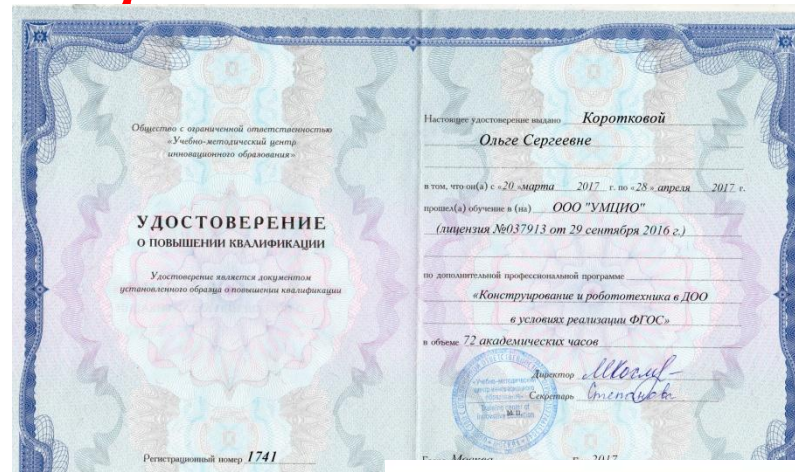 Общество с ограниченной ответственностью
«Учебно-методический центр
инновационного образования»
УДОСТОВЕРЕНИЕ
О ПОВЫШЕНИИ КВАЛИФИКАЦИИ
Удостоверение является документом
установленного образца о повышении квалификации
Регистрационный номер 1741
Настоящее удостоверение выдано Коротковой
Ольге Сергеевне
в том, что он(а) с «20 »марта 2017 г. по «28 » апреля 2017 г.
прошел(а) обучение в (на) ООО "УМЦИО"
(лицензия №037913 от 29 сентября 2016 г.)
по дополнительной профессиональной программе
«Конструирование и робототехника в ДОО
в условиях реализации ФГОС»
в объеме 72 академических часов
Директор
Секретарь Степанова
М.П.
Москва 2017